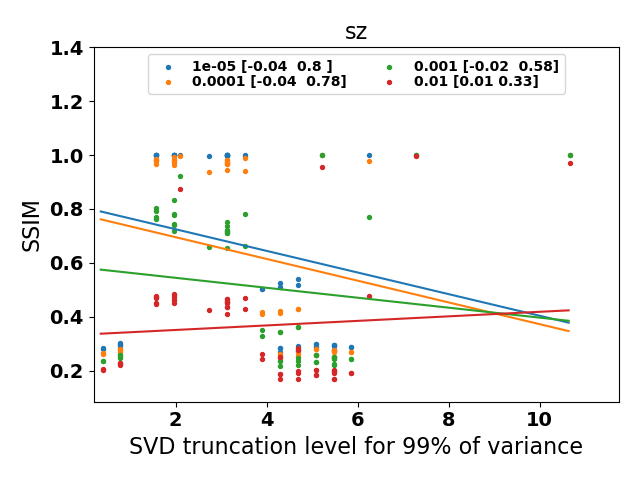 sz
1e-05 [-0.04  0.8 ]
0.0001 [-0.04  0.78]
0.001 [-0.02  0.58]
0.01 [0.01 0.33]
SSIM
1.4
1.2
1.0
0.8
0.6
0.4
0.2
2 4 6 8 10
SVD truncation level for 99% of variance